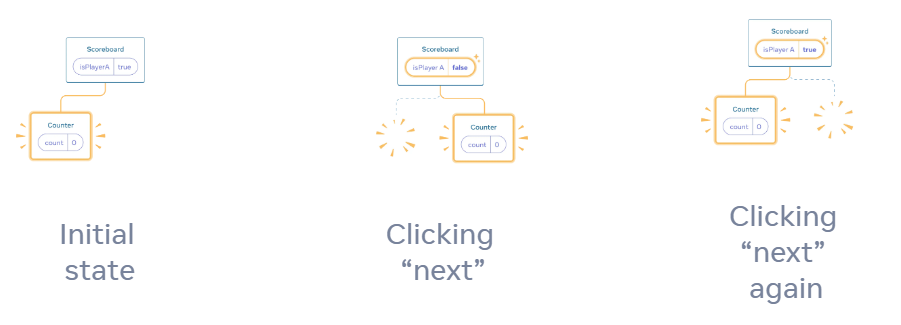 Scoreboard
isPlayerA true
Counter
count 0
Initial
state
Scoreboard
isPlayer A false
Counter
count 0
Clicking
“next”
Scoreboard
isPlayer A true
Counter
count 0
Clicking
“next”
again